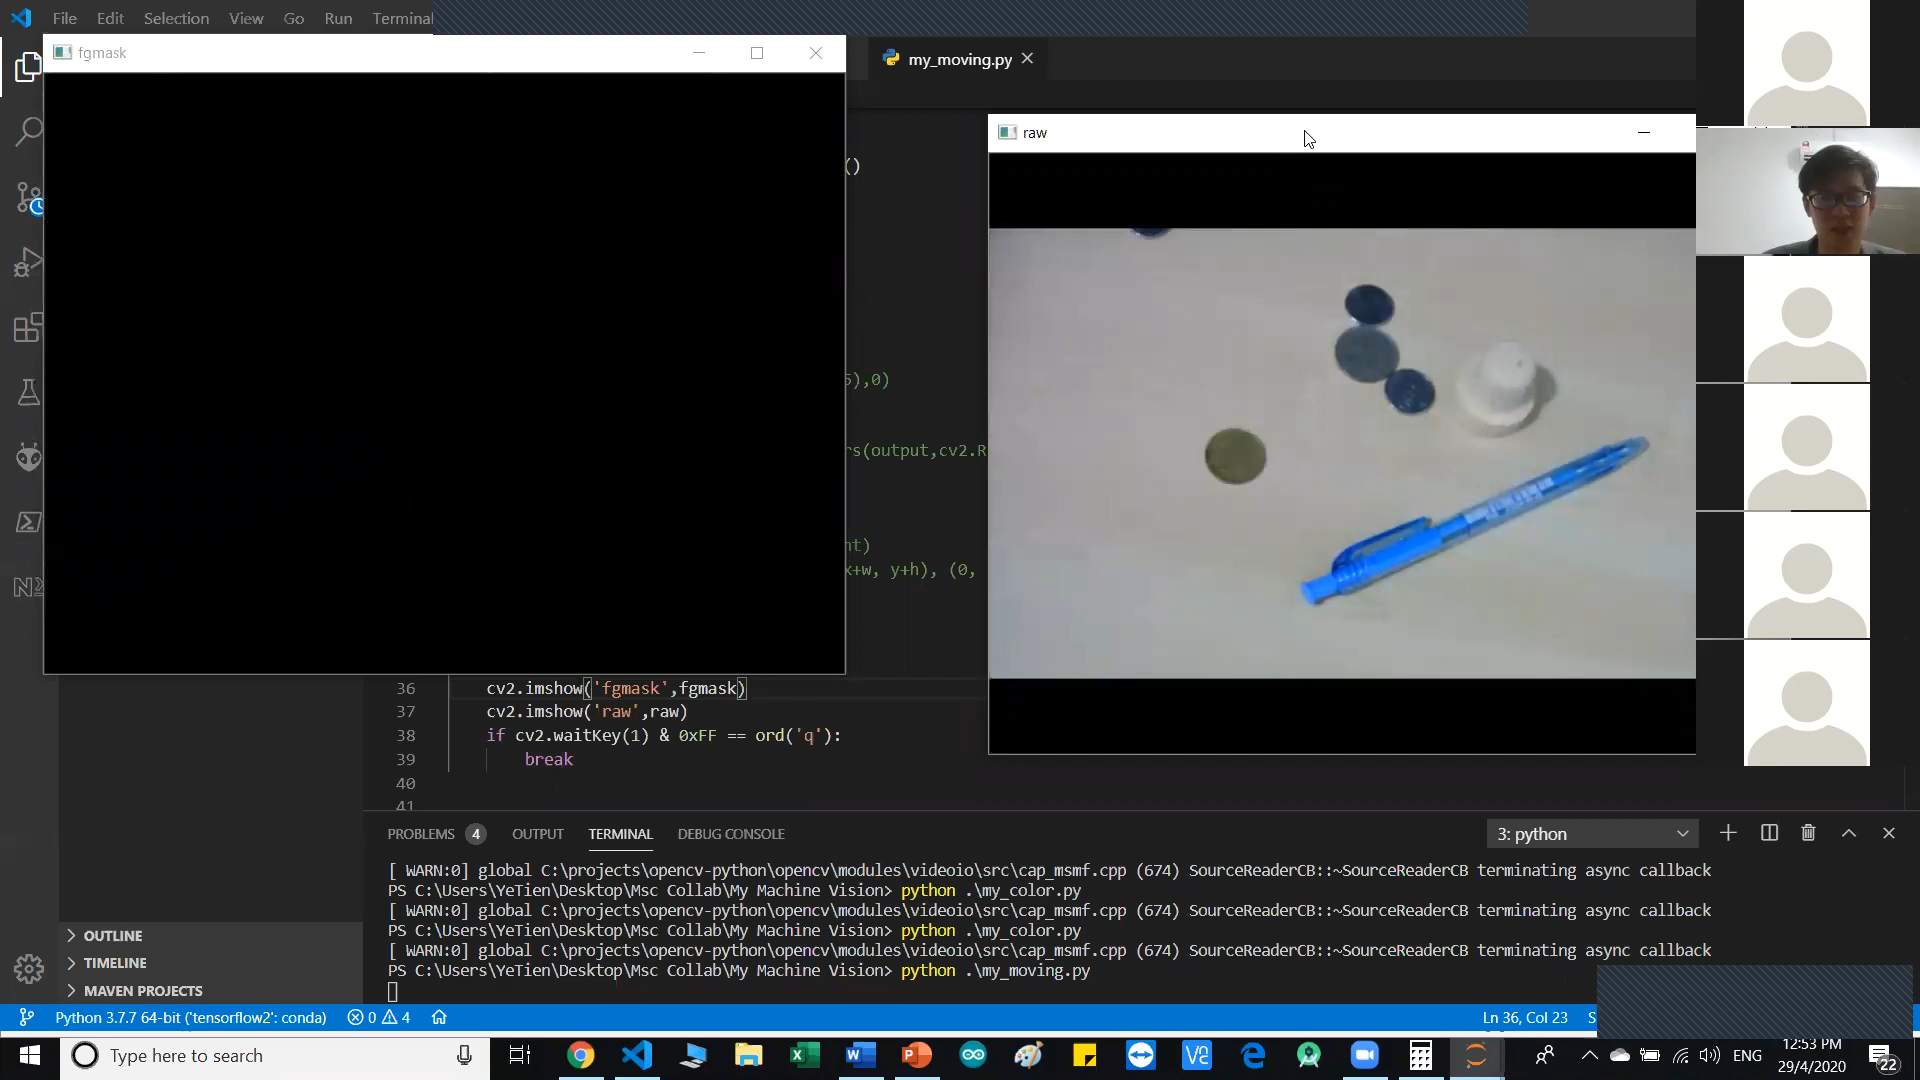 File Edit Selection View Go Run Terminal
fgmask
my_moving.py
raw
()
5),0)
rs(output,cv2.R
nt)
x+w, y+h), (0,
36 cv2.imshow('fgmask',fgmask)
37 cv2.imshow('raw',raw)
38 if cv2.waitKey(1) & 0xFF == ord('q'):
39 break
40
41
PROBLEMS 4 OUTPUT TERMINAL DEBUG CONSOLE 3: python
[ WARN:0] global C:\projects\opencv-python\opencv\modules\videoio\src\cap_msmf.cpp (674) SourceReaderCB::~SourceReaderCB terminating async callback
PS C:\Users\YeTien\Desktop\Msc Collab\My Machine Vision> python .\my_color.py
[ WARN:0] global C:\projects\opencv-python\opencv\modules\videoio\src\cap_msmf.cpp (674) SourceReaderCB::~SourceReaderCB terminating async callback
PS C:\Users\YeTien\Desktop\Msc Collab\My Machine Vision> python .\my_color.py
[ WARN:0] global C:\projects\opencv-python\opencv\modules\videoio\src\cap_msmf.cpp (674) SourceReaderCB::~SourceReaderCB terminating async callback
PS C:\Users\YeTien\Desktop\Msc Collab\My Machine Vision> python .\my_moving.py
OUTLINE
TIMELINE
MAVEN PROJECTS
Python 3.7.7 64-bit ('tensorflow2': conda) 0 4 Ln 36, Col 23 S
Type here to search
ENG
12:53 PM
29/4/2020
22